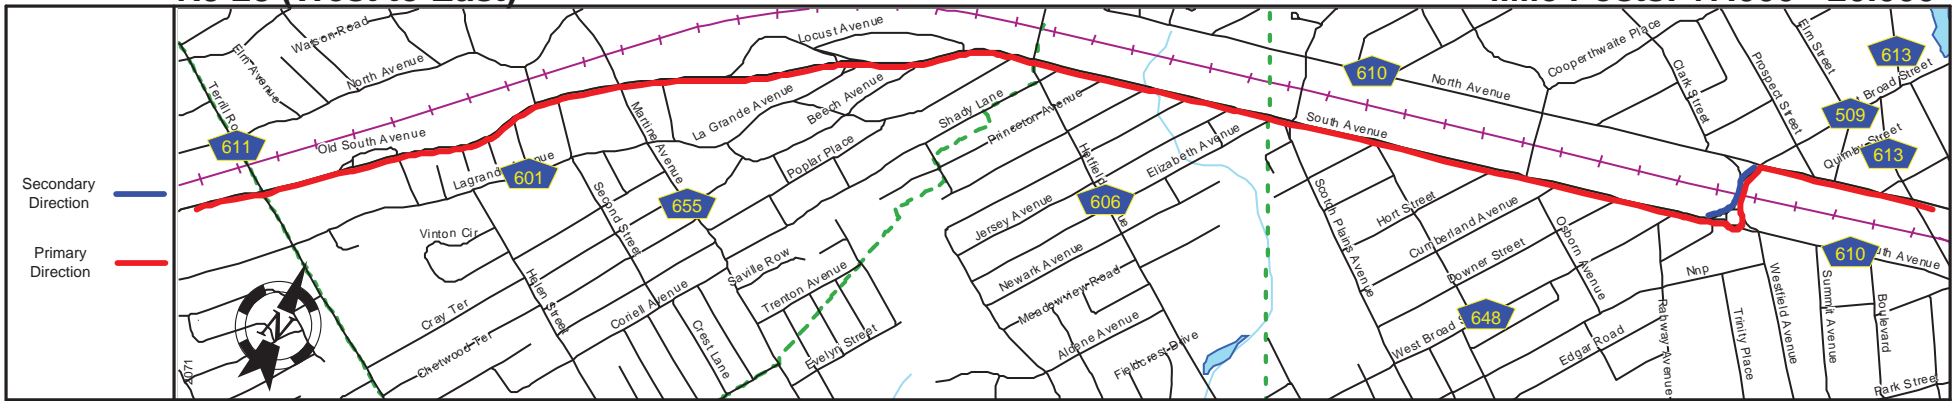 Secondary
Direction
Primary
Direction
Watson Road
Elm Avenue
North Avenue
Terrill Ro
611
Old South Avenue
Locust Avenue
Martine Avenue
La Grande Avenue
Beech Avenue
Shady Lane
Princeton Avenue
Poplar Place
601
655
Second Street
Vinton Cir
Helen Street
Cray Ter
Chetwood Ter
Coriell Avenue
Crest Lane
Saville Row
Trenton Avenue
Evelyn Street
Jersey Avenue
Newark Avenue
Meadowview Road
Aldene Avenue
Fieldcrest Drive
606
Elizabeth Avenue
South Avenue
610
North Avenue
Cooperthwaite Place
Clark Street
Prospect Street
Elm Street
613
Broad Street
509
Quimby Street
613
Scotch Plains Avenue
Hort Street
Cumberland Avenue
Downer Street
648
West Broad S
Osborn Avenue
Edgar Road
Rahway Avenue
Nnp
Trinity Place
Westfield Avenue
Summit Avenue
Boulevard
610
uth Avenue
Park Street
2071
N